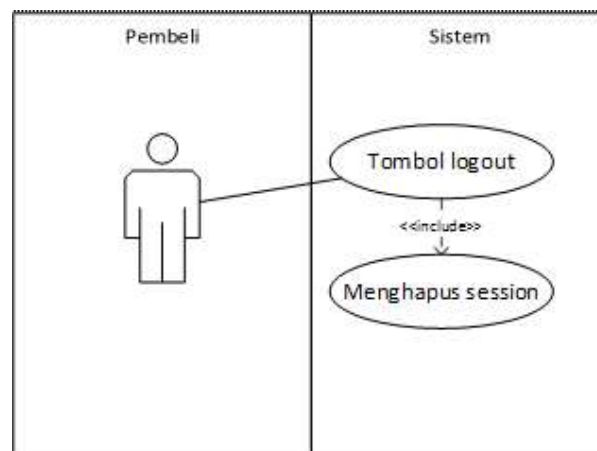 Pembeli
Sistem
Tombol logout
<<include>>
Menghapus session